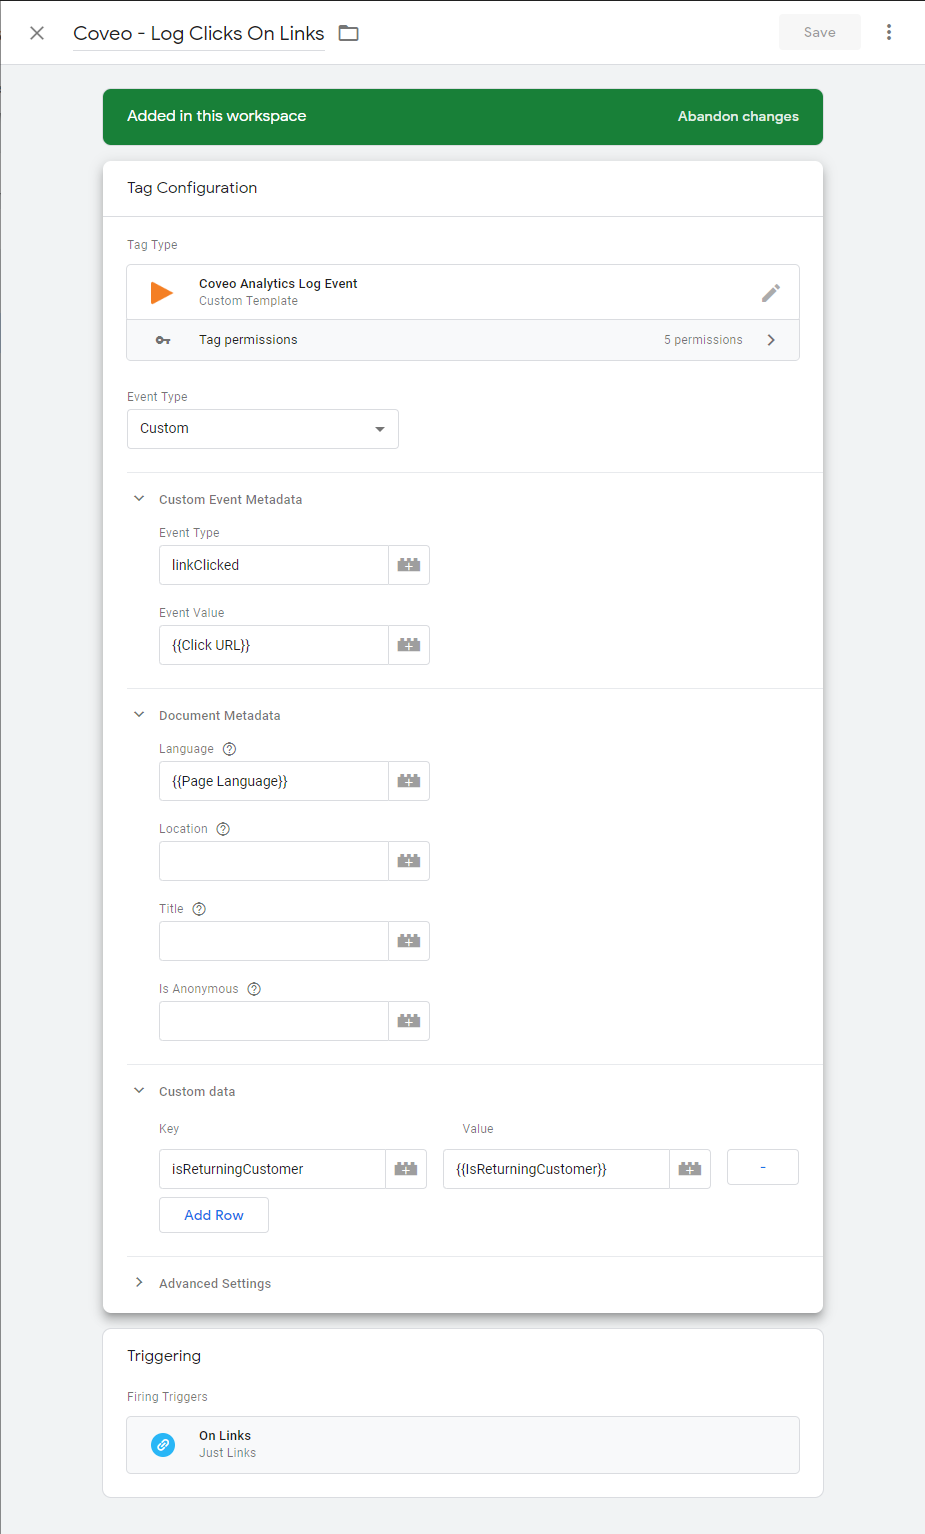 Coveo - Log Clicks On Links
Save
Added in this workspace
Abandon changes
Tag Configuration
Tag Type
Coveo Analytics Log Event
Custom Template
Tag permissions
5 permissions
Event Type
Custom
Custom Event Metadata
Event Type
linkClicked
Event Value
{{Click URL}}
Document Metadata
Language
{{Page Language}}
Location
Title
Is Anonymous
Custom data
Key Value
isReturningCustomer {{IsReturningCustomer}} -
Add Row
Advanced Settings
Triggering
Firing Triggers
On Links
Just Links